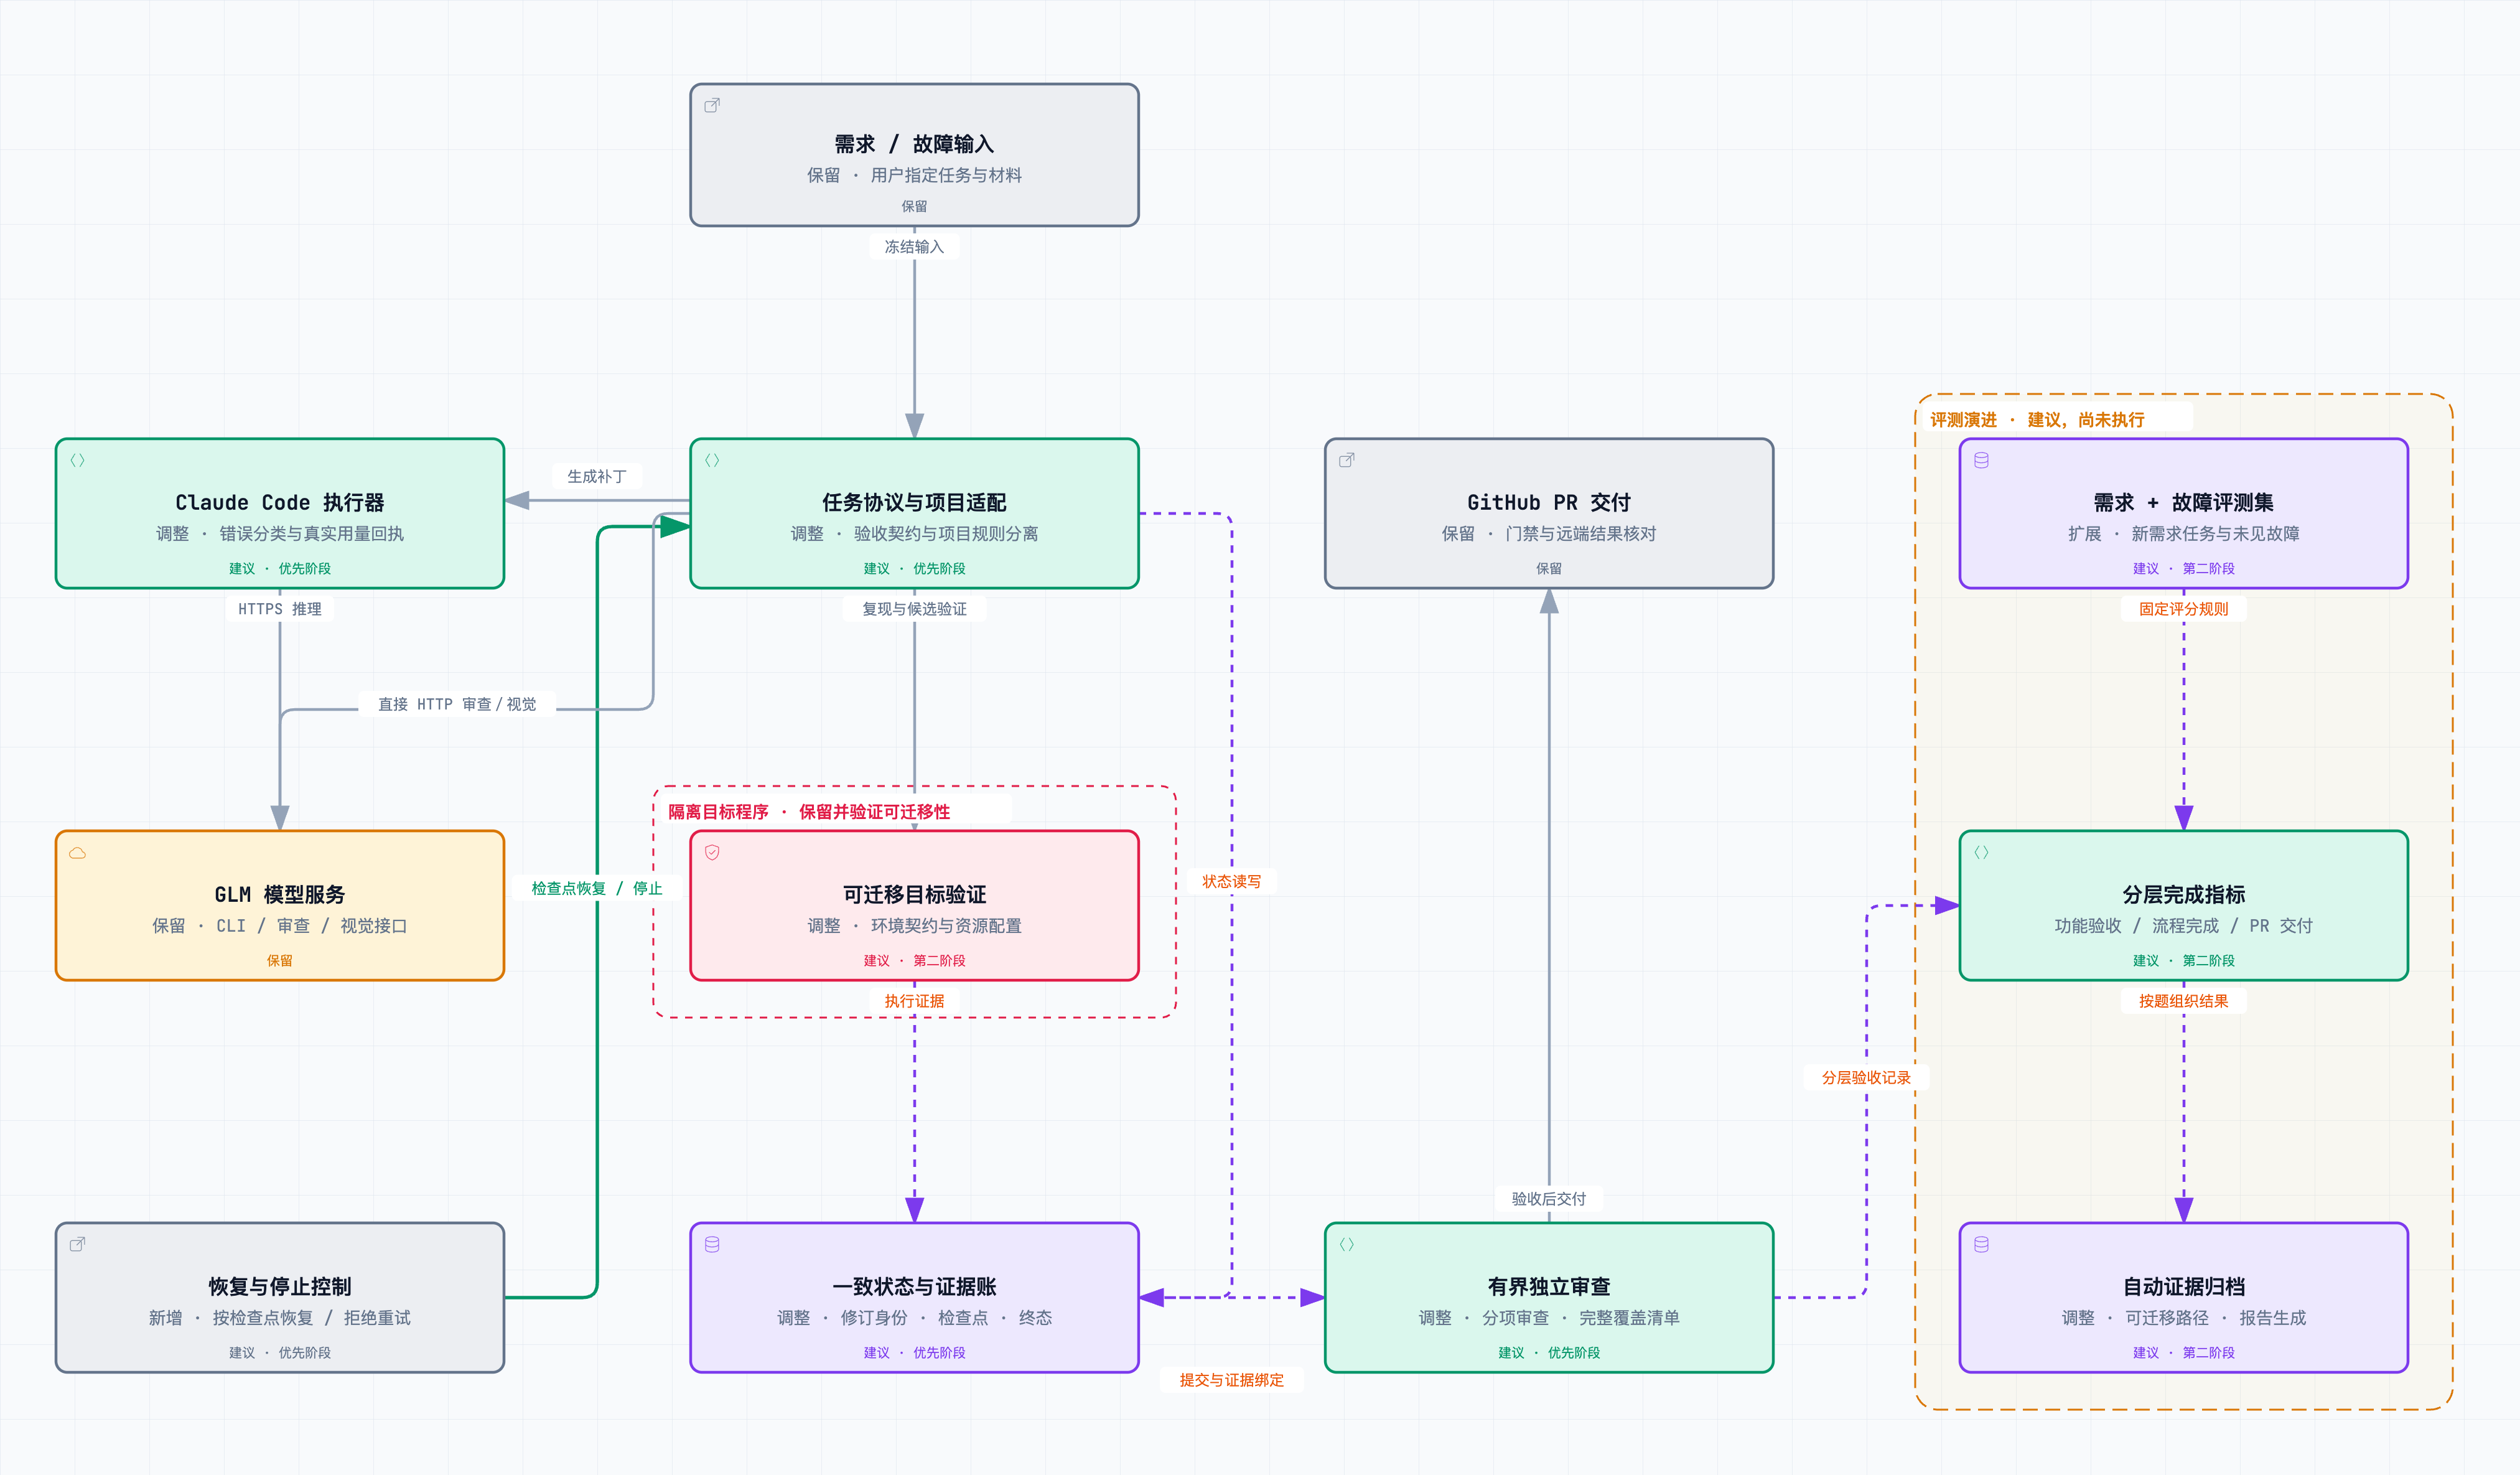 需求 / 故障输入
保留 · 用户指定任务与材料
保留
冻结输入
评测演进 · 建议，尚未执行
Claude Code 执行器
调整 · 错误分类与真实用量回执
建议 · 优先阶段
生成补丁
任务协议与项目适配
调整 · 验收契约与项目规则分离
建议 · 优先阶段
GitHub PR 交付
保留 · 门禁与远端结果核对
保留
需求 + 故障评测集
扩展 · 新需求任务与未见故障
建议 · 第二阶段
HTTPS 推理
复现与候选验证
固定评分规则
直接 HTTP 审查/视觉
隔离目标程序 · 保留并验证可迁移性
GLM 模型服务
保留 · CLI / 审查 / 视觉接口
保留
检查点恢复 / 停止
可迁移目标验证
调整 · 环境契约与资源配置
建议 · 第二阶段
状态读写
分层完成指标
功能验收 / 流程完成 / PR 交付
建议 · 第二阶段
执行证据
按题组织结果
分层验收记录
验收后交付
恢复与停止控制
新增 · 按检查点恢复 / 拒绝重试
建议 · 优先阶段
一致状态与证据账
调整 · 修订身份 · 检查点 · 终态
建议 · 优先阶段
有界独立审查
调整 · 分项审查 · 完整覆盖清单
建议 · 优先阶段
自动证据归档
调整 · 可迁移路径 · 报告生成
建议 · 第二阶段
提交与证据绑定